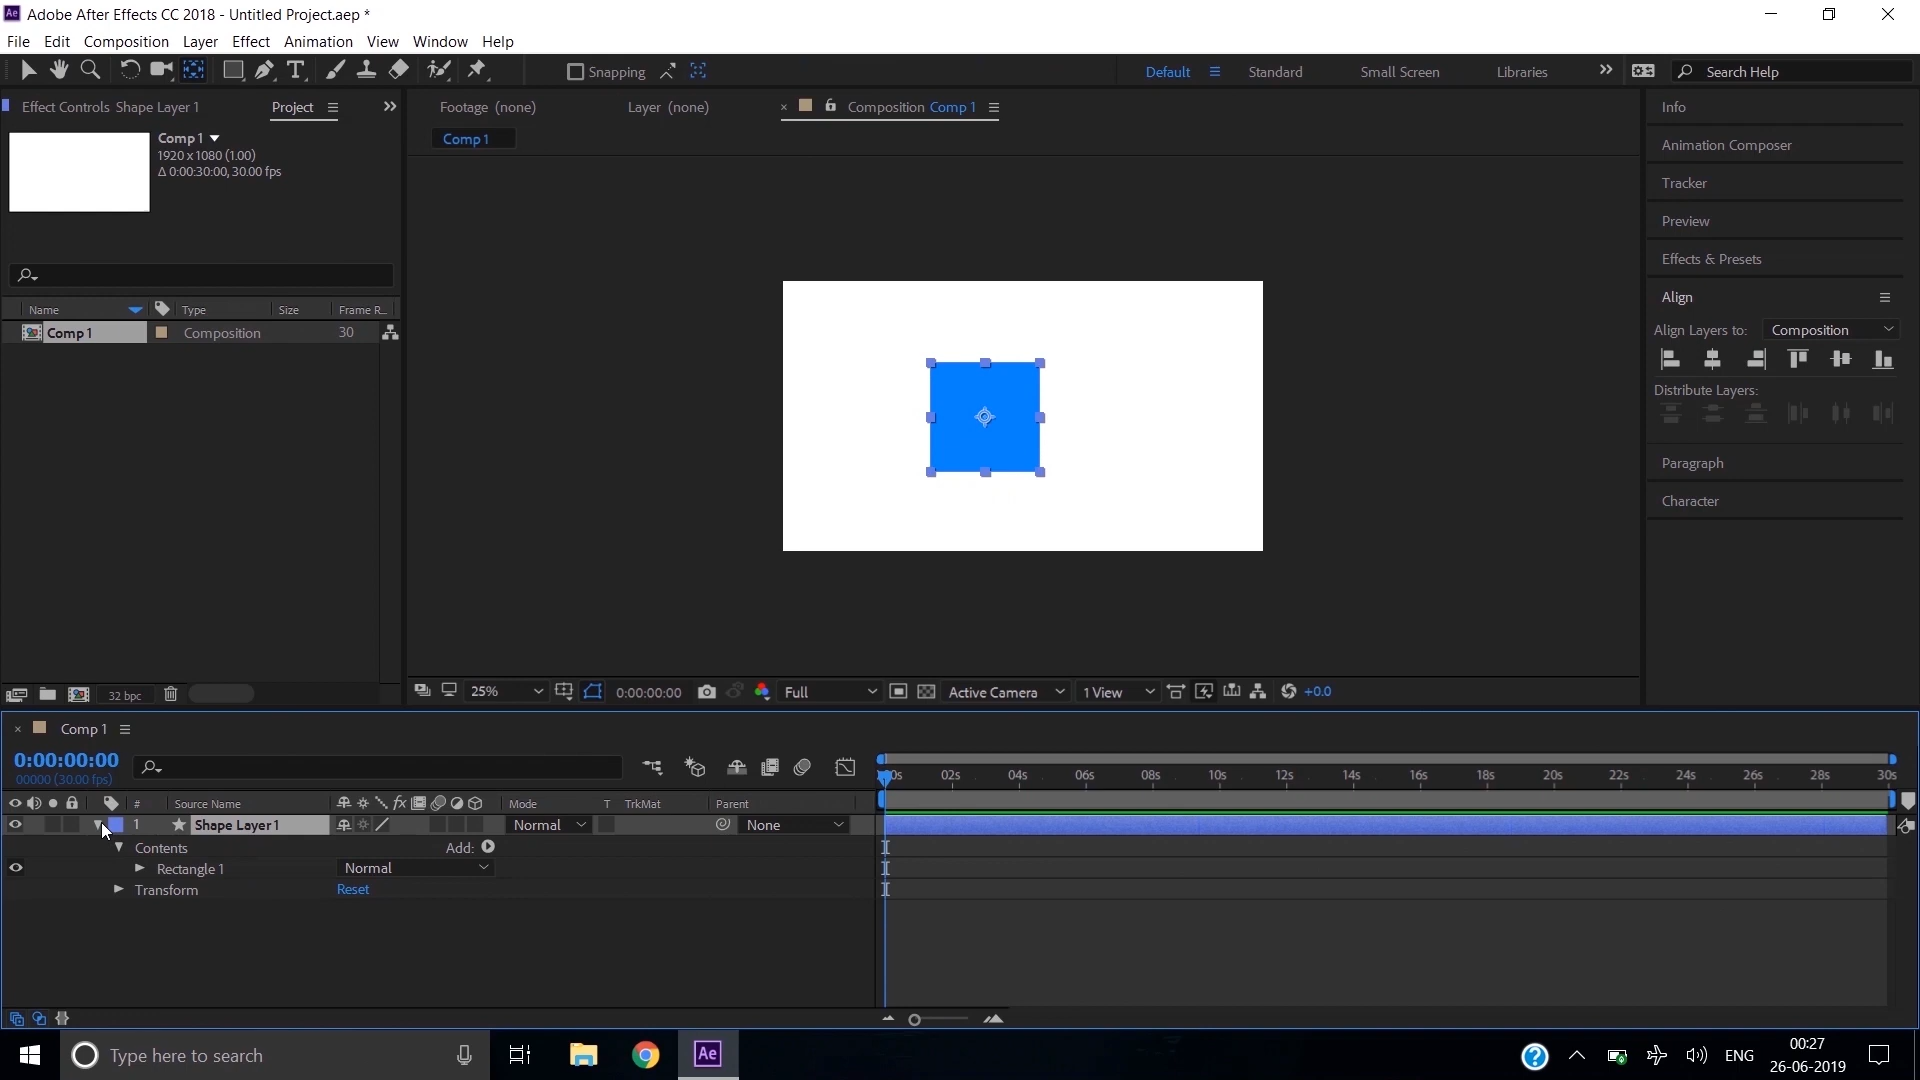 Ae Adobe After Effects CC 2018 - Untitled Project.aep *
File Edit Composition Layer Effect Animation View Window Help
Snapping
Default Standard Small Screen Libraries
Search Help
Effect Controls Shape Layer 1
Project
Footage (none)
Layer (none)
Composition Comp 1
Comp 1
Comp 1
1920 x 1080 (1.00)
Δ 0:00:30:00, 30.00 fps
Name Type Size Frame R...
Comp 1 Composition 30
32 bpc
25%
0:00:00:00
Full
Active Camera
1 View
+0.0
Info
Animation Composer
Tracker
Preview
Effects & Presets
Align
Align Layers to: Composition
Distribute Layers:
Paragraph
Character
Comp 1
0:00:00:00
00000 (30.00 fps)
:00s 02s 04s 06s 08s 10s 12s 14s 16s 18s 20s 22s 24s 26s 28s 30s
# Source Name fx Mode T TrkMat Parent
1 Shape Layer 1 Normal None
Contents Add:
Rectangle 1 Normal
Transform Reset
Type here to search
Ae
ENG
00:27
26-06-2019